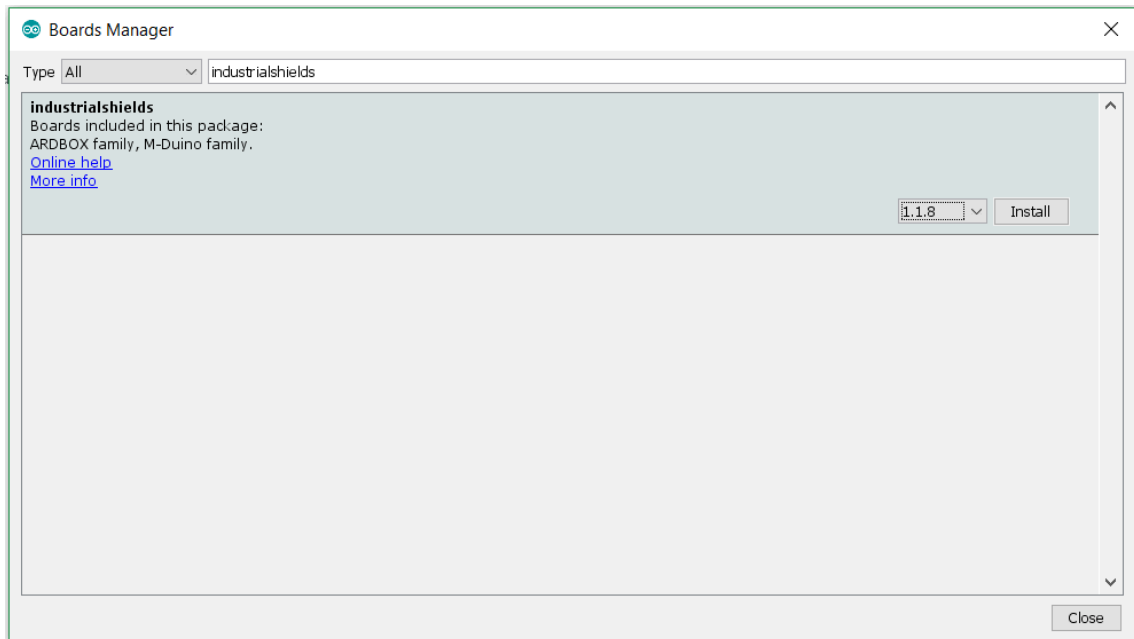 Boards Manager
Type All industrialshields
industrialshields
Boards included in this package:
ARDBOX family, M-Duino family.
Online help
More info
1.1.8 Install
Close